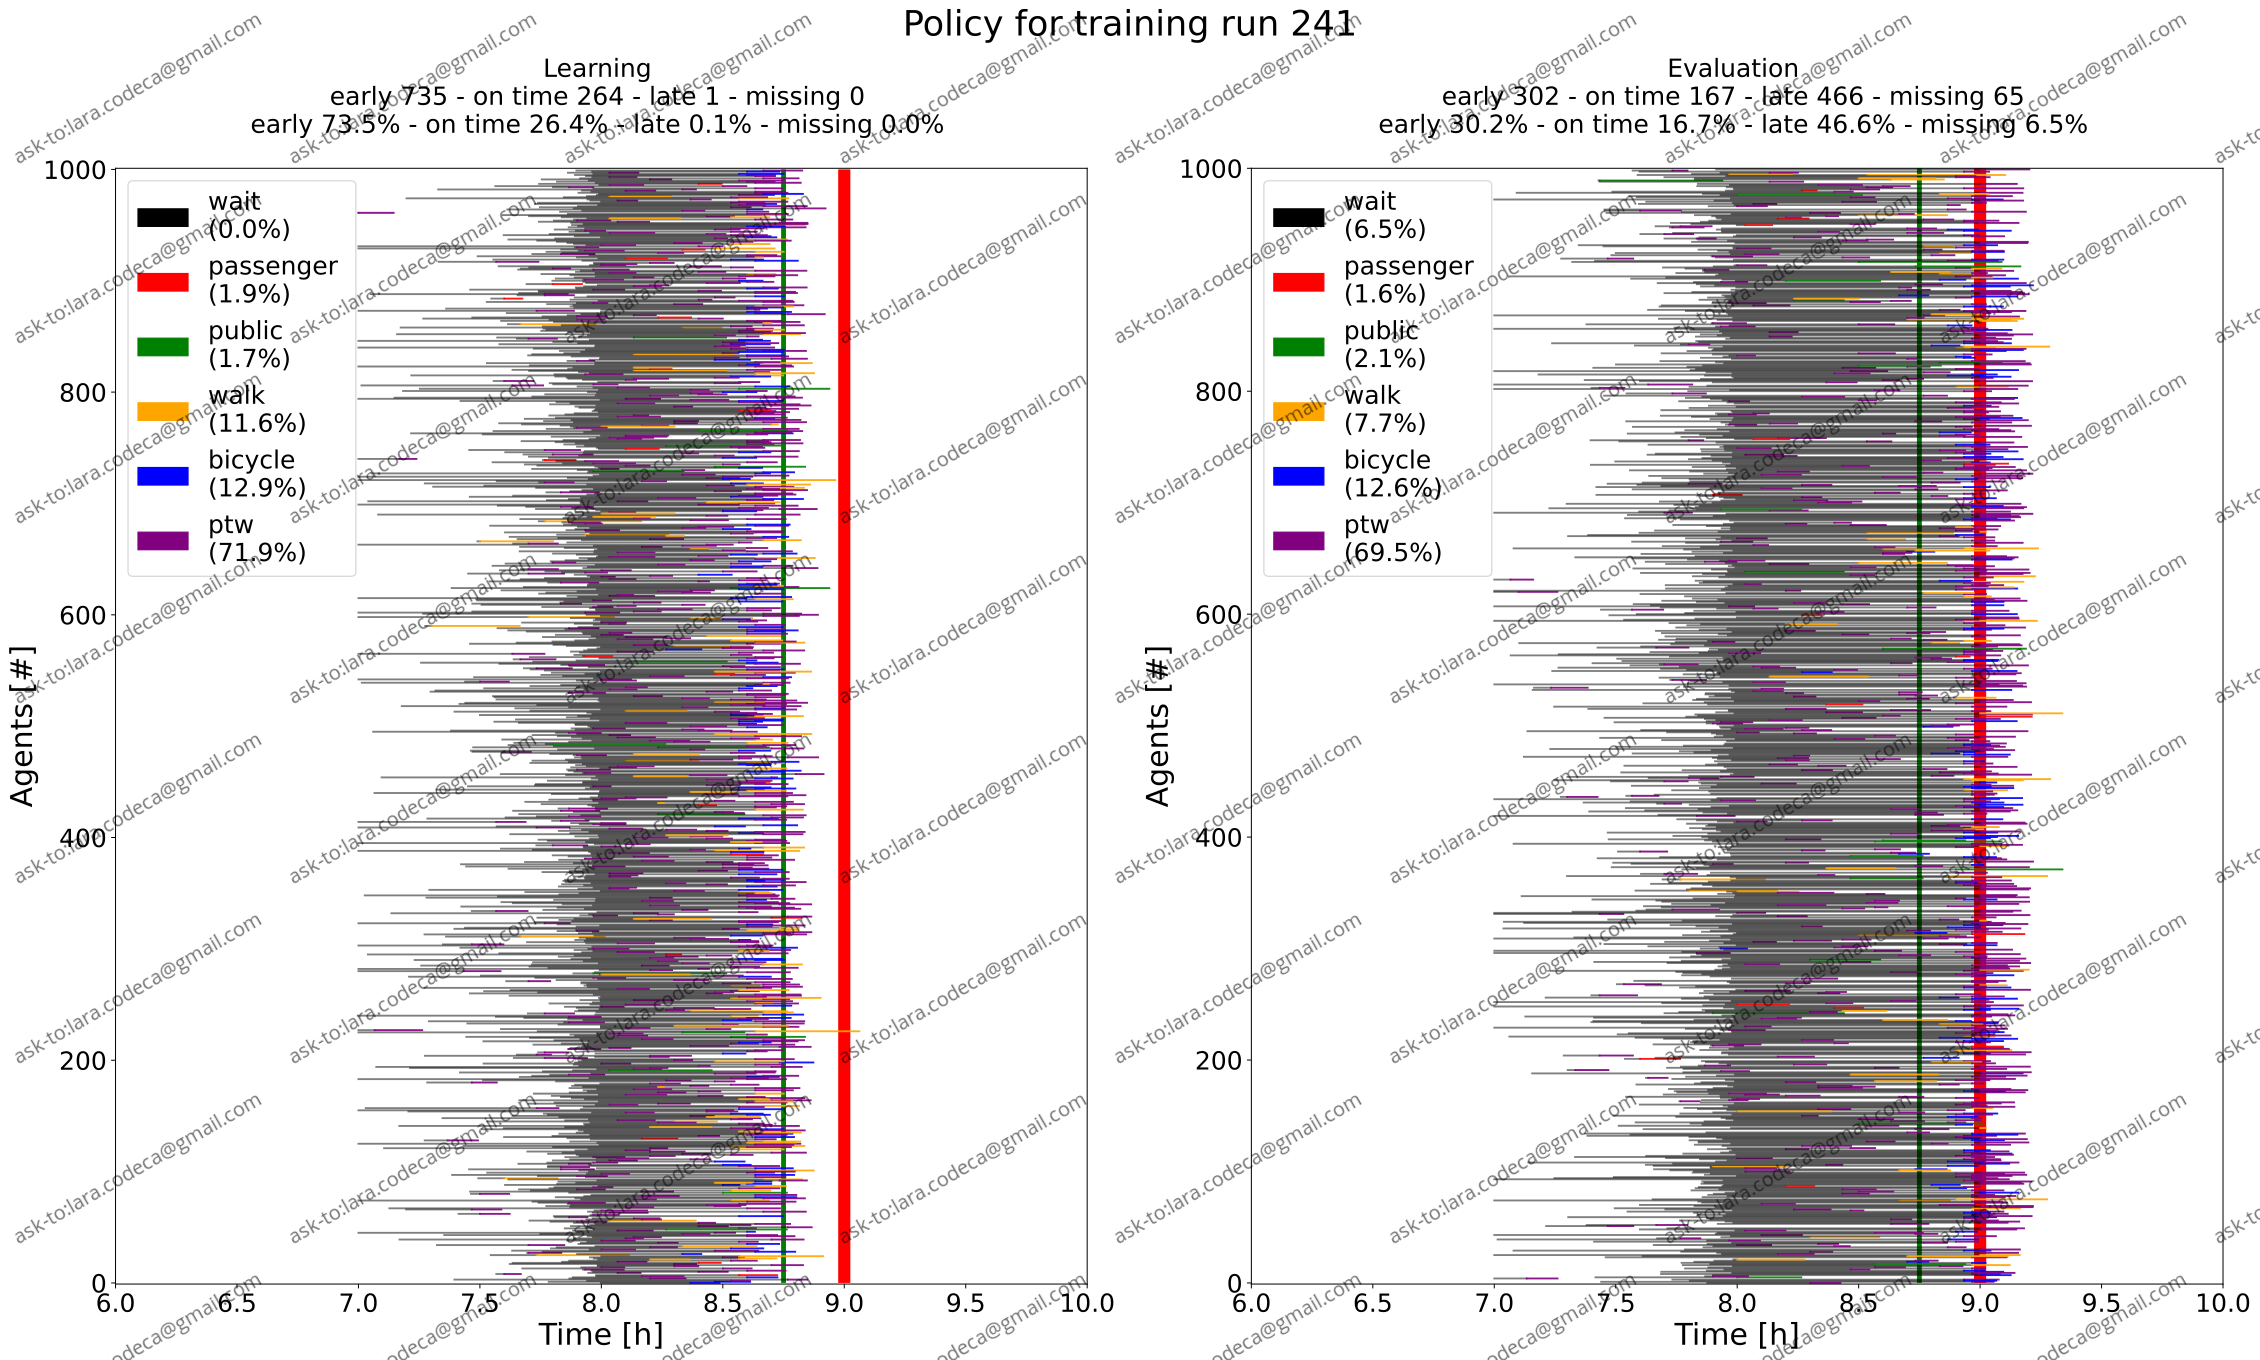 Policy for training run 241
Learning
early 735 - on time 264 - late 1 - missing 0
early 73.5% - on time 26.4% - late 0.1% - missing 0.0%
1000
800
600
400
200
0
Agents [#]
wait
(0.0%)
passenger
(1.9%)
public
(1.7%)
walk
(11.6%)
bicycle
(12.9%)
ptw
(71.9%)
6.0 6.5 7.0 7.5 8.0 8.5 9.0 9.5 10.0
Time [h]
Evaluation
early 302 - on time 167 - late 466 - missing 65
early 30.2% - on time 16.7% - late 46.6% - missing 6.5%
1000
800
600
400
200
0
Agents [#]
wait
(6.5%)
passenger
(1.6%)
public
(2.1%)
walk
(7.7%)
bicycle
(12.6%)
ptw
(69.5%)
6.0 6.5 7.0 7.5 8.0 8.5 9.0 9.5 10.0
Time [h]
ask-to:lara.codeca@gmail.com